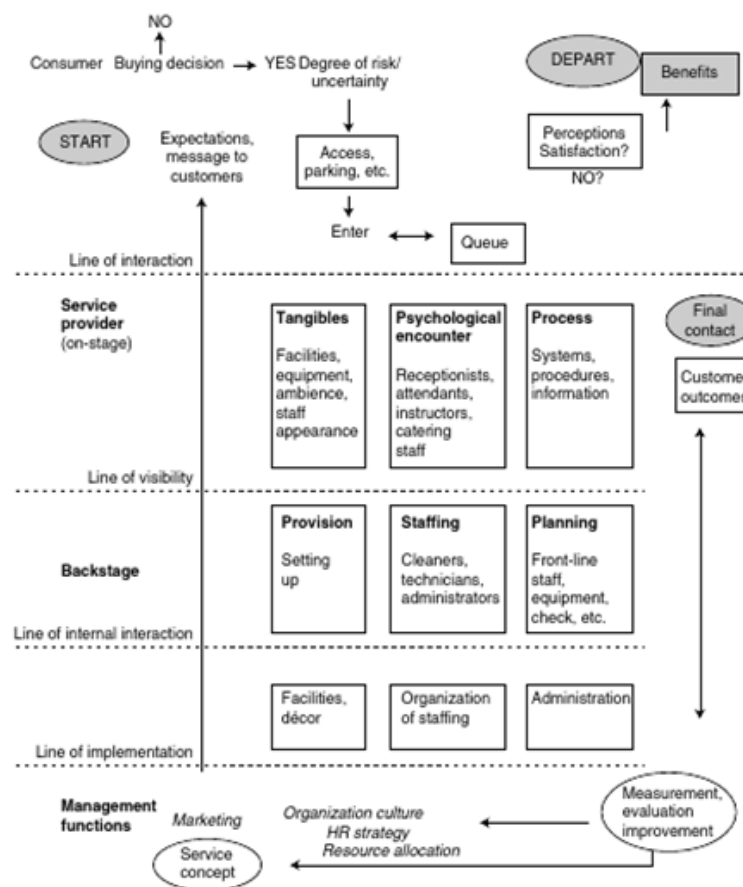 NO
Consumer Buying decision YES Degree of risk/
uncertainty
DEPART
Benefits
START
Expectations,
message to
customers
Access,
parking, etc.
Perceptions
Satisfaction?
NO?
Enter
Queue
Line of interaction
Service
provider
(on-stage)
Tangibles
Facilities,
equipment,
ambience,
staff
appearance
Psychological
encounter
Receptionists,
attendants,
instructors,
catering
staff
Process
Systems,
procedures,
information
Final
contact
Customer
outcomes
Line of visibility
Backstage
Provision
Setting
up
Staffing
Cleaners,
technicians,
administrators
Planning
Front-line
staff,
equipment,
check, etc.
Line of internal interaction
Facilities,
décor
Organization
of staffing
Administration
Line of implementation
Management
functions
Marketing
Organization culture
HR strategy
Resource allocation
Measurement,
evaluation
improvement
Service
concept